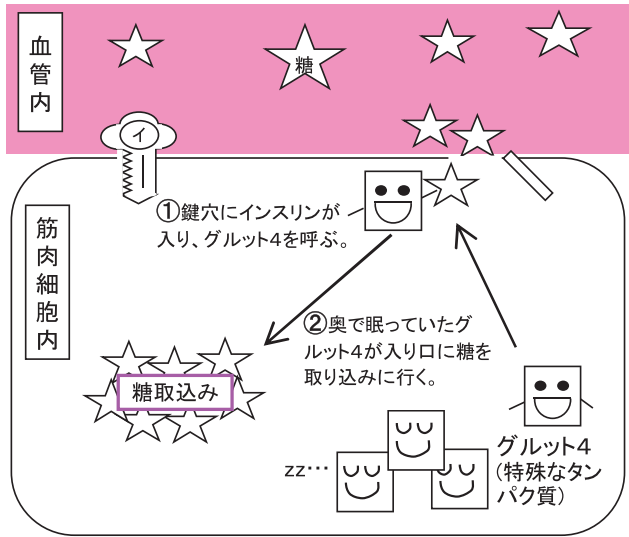 血管内
糖
イ
筋肉細胞内
①鍵穴にインスリンが
入り、グルット4を呼ぶ。
②奥で眠っていたグ
ルット4が入り口に糖を
取り込みに行く。
糖取込み
zz…
グルット4
（特殊なタン
パク質）